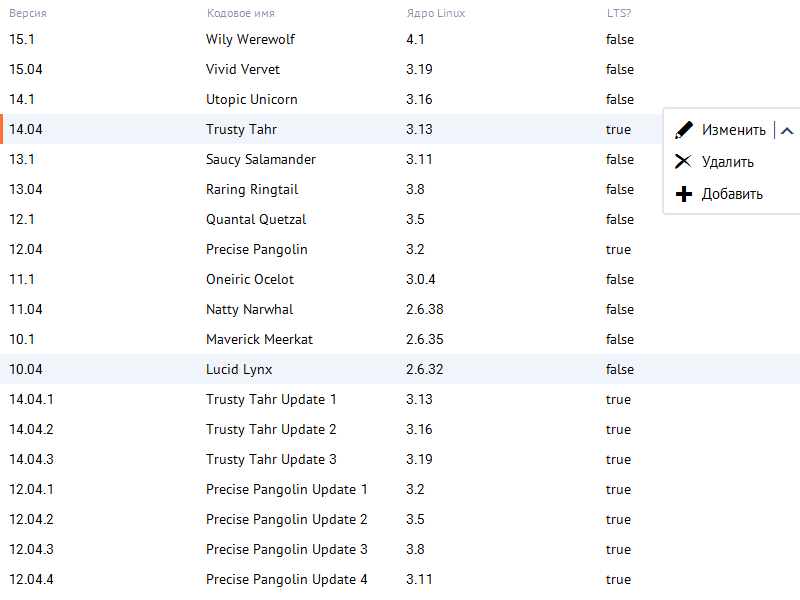 Версия Кодовое имя Ядро Linux LTS?
15.1 Wily Werewolf 4.1 false
15.04 Vivid Vervet 3.19 false
14.1 Utopic Unicorn 3.16 false
14.04 Trusty Tahr 3.13 true Изменить
13.1 Saucy Salamander 3.11 false Удалить
13.04 Raring Ringtail 3.8 false Добавить
12.1 Quantal Quetzal 3.5 false
12.04 Precise Pangolin 3.2 true
11.1 Oneiric Ocelot 3.0.4 false
11.04 Natty Narwhal 2.6.38 false
10.1 Maverick Meerkat 2.6.35 false
10.04 Lucid Lynx 2.6.32 false
14.04.1 Trusty Tahr Update 1 3.13 true
14.04.2 Trusty Tahr Update 2 3.16 true
14.04.3 Trusty Tahr Update 3 3.19 true
12.04.1 Precise Pangolin Update 1 3.2 true
12.04.2 Precise Pangolin Update 2 3.5 true
12.04.3 Precise Pangolin Update 3 3.8 true
12.04.4 Precise Pangolin Update 4 3.11 true